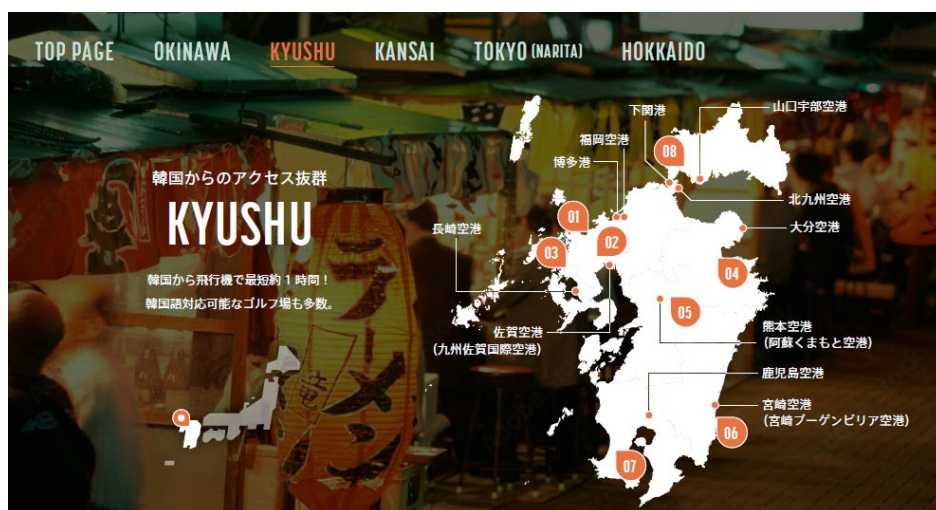 TOP PAGE OKINAWA KYUSHU KANSAI TOKYO (NARITA) HOKKAIDO
韓国からのアクセス抜群
KYUSHU
韓国から飛行機で最短約1時間！
韓国語対応可能なゴルフ場も多数。
下関港
山口宇部空港
福岡空港
博多港
08
北九州空港
01
長崎空港
大分空港
02
03
04
05
佐賀空港
(九州佐賀国際空港)
熊本空港
(阿蘇くまもと空港)
鹿児島空港
宮崎空港
(宮崎ブーゲンビリア空港)
06
07
ラーメン